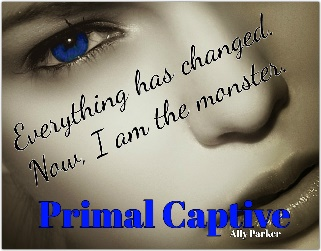 Everything has changed.
Now, I am the monster.
Primal Captive
Ally Parker